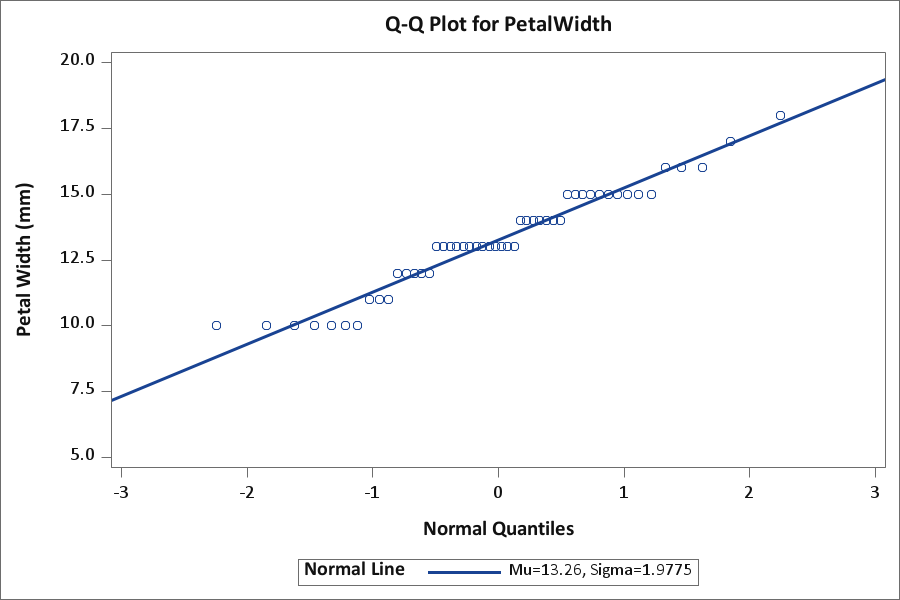 Q-Q Plot for PetalWidth
20.0
17.5
15.0
12.5
10.0
7.5
5.0
Petal Width (mm)
-3 -2 -1 0 1 2 3
Normal Quantiles
Normal Line Mu=13.26, Sigma=1.9775